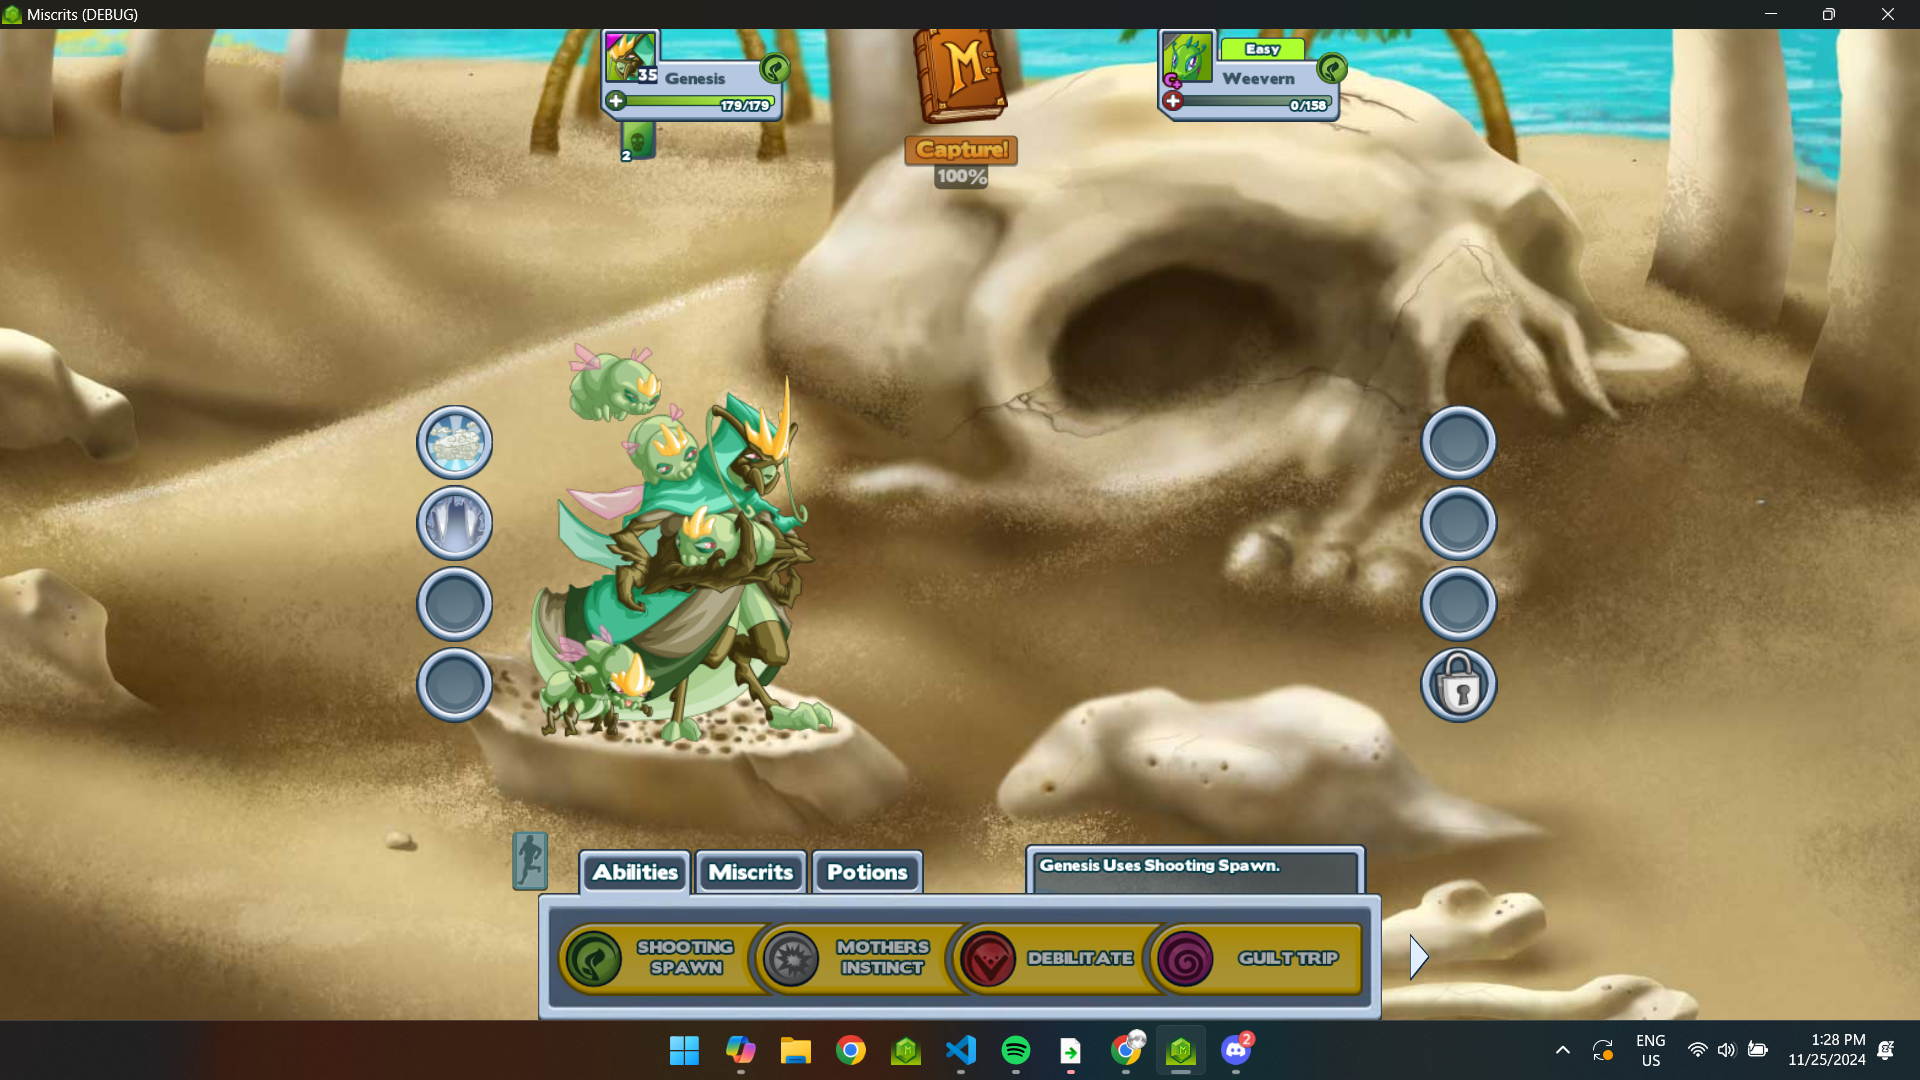 Miscrits (DEBUG)
35
Genesis
179/179
2
M
Capture!
100%
Easy
C+
Weevern
0/158
Abilities
Miscrits
Potions
Genesis Uses Shooting Spawn.
SHOOTING
SPAWN
MOTHERS
INSTINCT
DEBILITATE
GUILT TRIP
2
ENG
US
1:28 PM
11/25/2024